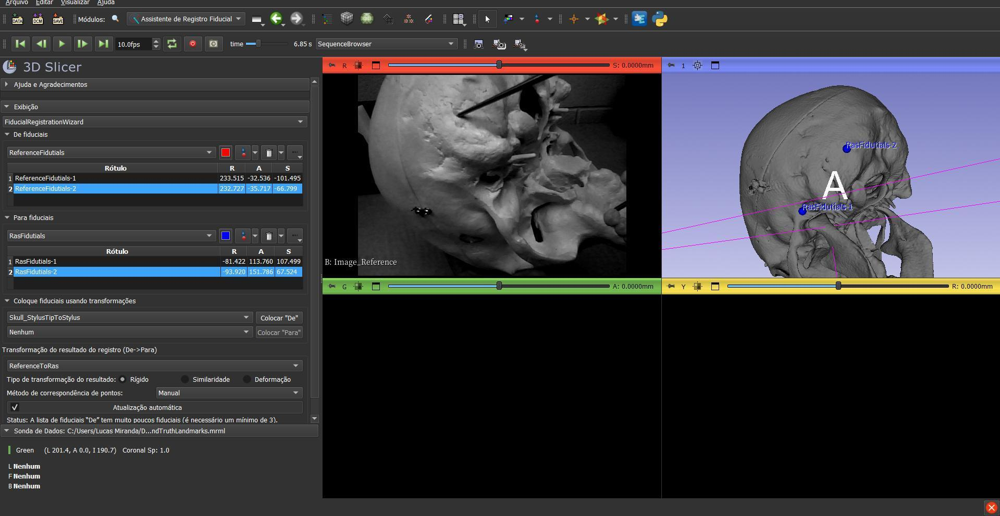 Arquivo Editar Visualizar Ajuda
DATA DCM SAVE Módulos: Assistente de Registro Fiducial
10.0fps time 6.85 s SequenceBrowser
3D Slicer
Ajuda e Agradecimentos
Exibição
FiducialRegistrationWizard
De fiduciais
ReferenceFidutials
Rótulo R A S
1 ReferenceFidutials-1 233.515 -32.536 -101.495
2 ReferenceFidutials-2 232.727 -35.717 -66.799
Para fiduciais
RasFidutials
Rótulo R A S
1 RasFidutials-1 -81.422 113.760 107.499
2 RasFidutials-2 -93.920 151.786 67.524
Coloque fiduciais usando transformações
Skull_StylusTipToStylus Colocar "De"
Nenhum Colocar "Para"
Transformação do resultado do registro (De->Para)
ReferenceToRas
Tipo de transformação do resultado: Rígido Similaridade Deformação
Método de correspondência de pontos: Manual
Atualização automática
Status: A lista de fiduciais “De” tem muito poucos fiduciais (é necessário um mínimo de 3).
Sonda de Dados: C:/Users/Lucas Miranda/D...ndTruthLandmarks.mrml
Green (L 201.4, A 0.0, I 190.7) Coronal Sp: 1.0
L Nenhum
F Nenhum
B Nenhum
R S: 0.0000mm
B: Image_Reference
1
RasFidutials-2
A
RasFidutials-1
G A: 0.0000mm
Y R: 0.0000mm